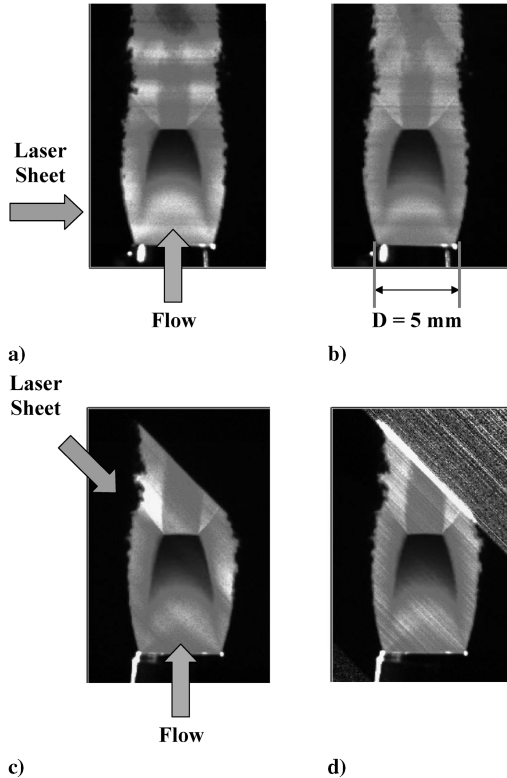 Laser
Sheet
Flow
D = 5 mm
a)
b)
Laser
Sheet
Flow
c)
d)